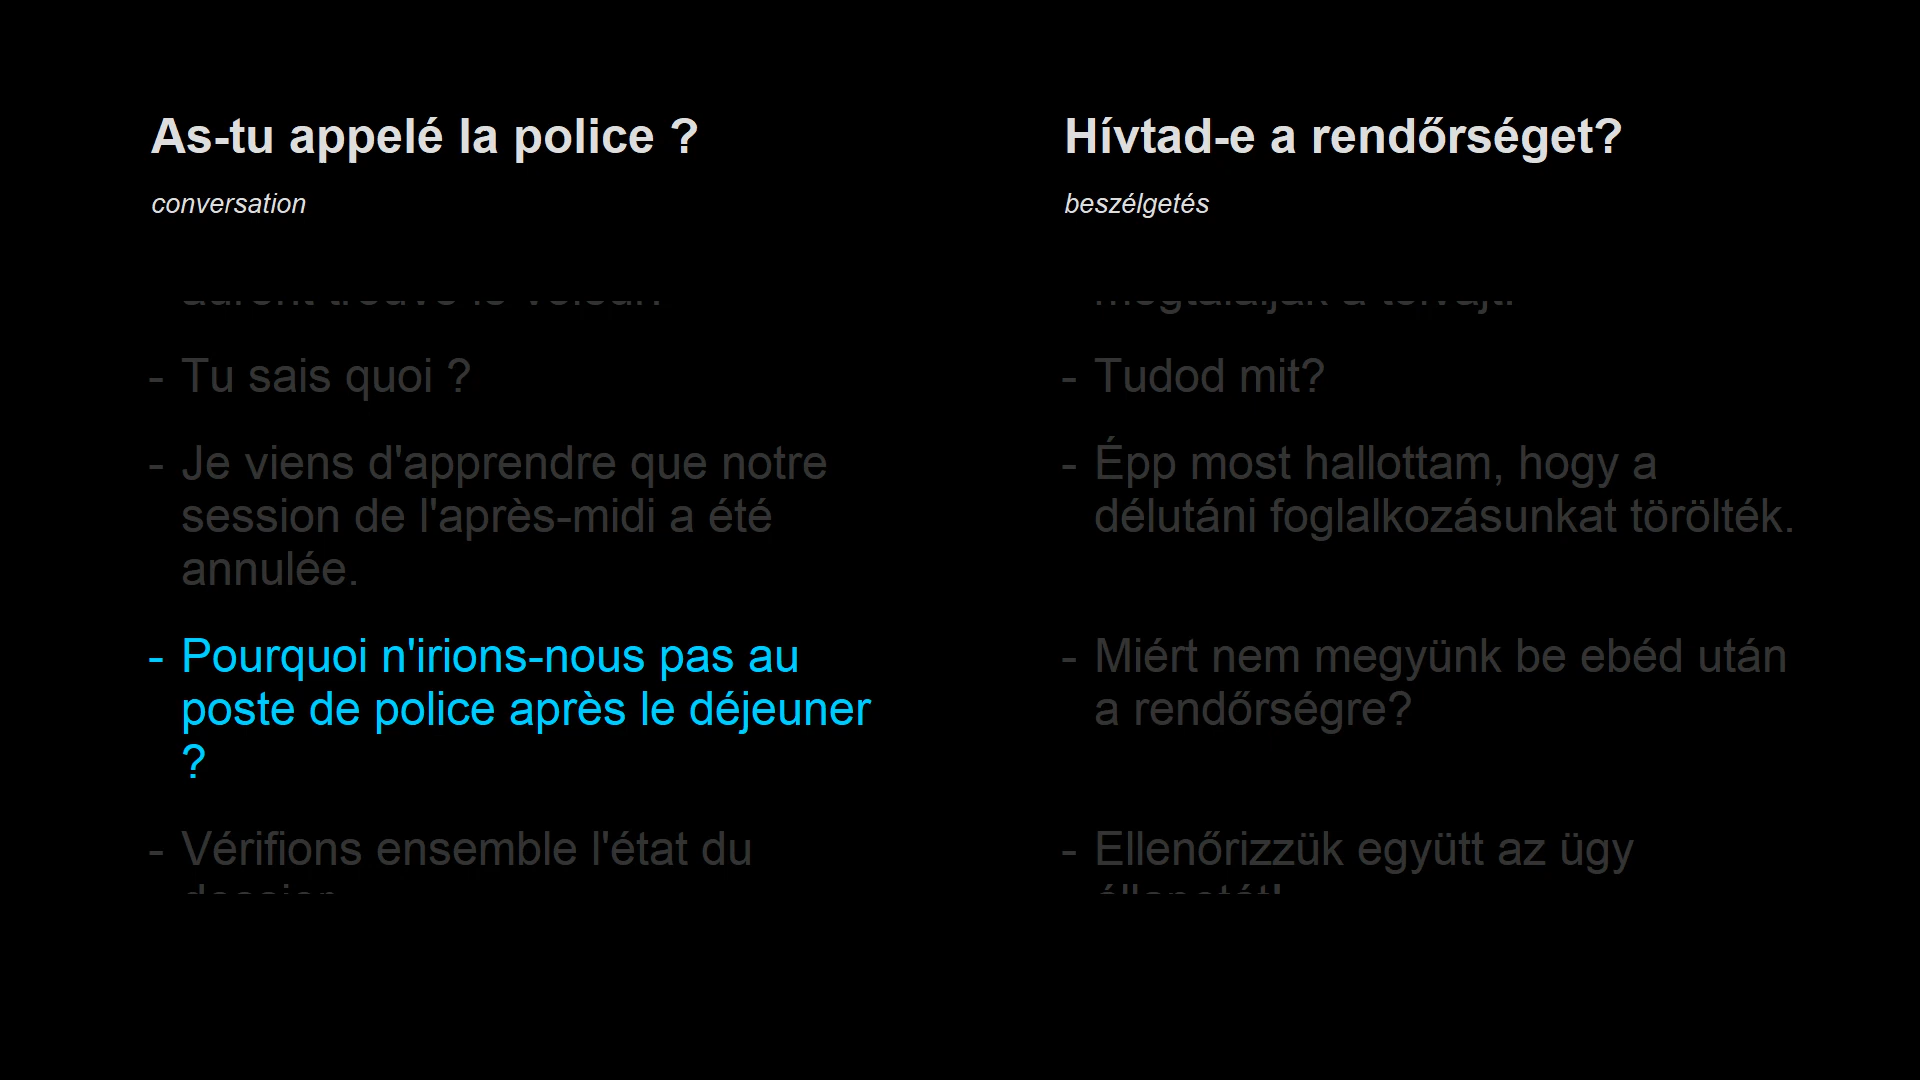 As-tu appelé la police ?
conversation
- Tu sais quoi ?
- Je viens d'apprendre que notre
session de l'après-midi a été
annulée.
- Pourquoi n'irions-nous pas au
poste de police après le déjeuner
?
- Vérifions ensemble l'état du
Hívtad-e a rendőrséget?
beszélgetés
- Tudod mit?
- Épp most hallottam, hogy a
délutáni foglalkozásunkat törölték.
- Miért nem megyünk be ebéd után
a rendőrségre?
- Ellenőrizzük együtt az ügy